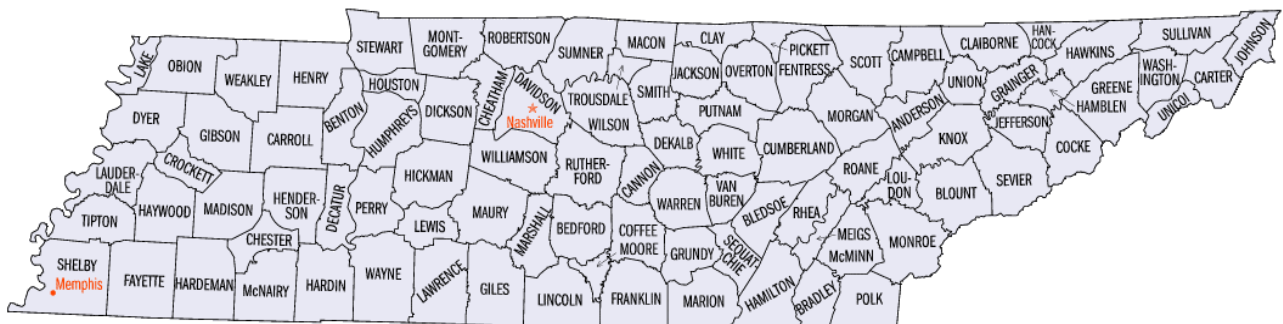 LAKE
OBION
WEAKLEY
HENRY
STEWART
MONT-
GOMERY
ROBERTSON
SUMNER
MACON
CLAY
PICKETT
SCOTT
CAMPBELL
CLAIBORNE
HAN-
COCK
HAWKINS
SULLIVAN
JOHNSON
HOUSTON
DICKSON
CHEATHAM
DAVIDSON
Nashville
TROUSDALE
SMITH
JACKSON
OVERTON
FENTRESS
UNION
GRAINGER
HAMBLEN
GREENE
WASH-
INGTON
CARTER
UNICOI
DYER
GIBSON
CARROLL
BENTON
HUMPHREYS
WILSON
PUTNAM
MORGAN
ANDERSON
KNOX
JEFFERSON
COCKE
LAUDER-
DALE
CROCKETT
WILLIAMSON
RUTHER-
FORD
CANNON
DEKALB
WHITE
CUMBERLAND
ROANE
LOU-
DON
BLOUNT
SEVIER
TIPTON
HAYWOOD
MADISON
HENDER-
SON
DECATUR
PERRY
HICKMAN
LEWIS
MAURY
MARSHALL
BEDFORD
COFFEE
MOORE
WARREN
VAN
BUREN
BLEDSOE
RHEA
MEIGS
McMINN
MONROE
SHELBY
Memphis
FAYETTE
HARDEMAN
CHESTER
McNAIRY
HARDIN
WAYNE
LAWRENCE
GILES
LINCOLN
FRANKLIN
GRUNDY
SEQUAT-
CHIE
MARION
HAMILTON
BRADLEY
POLK